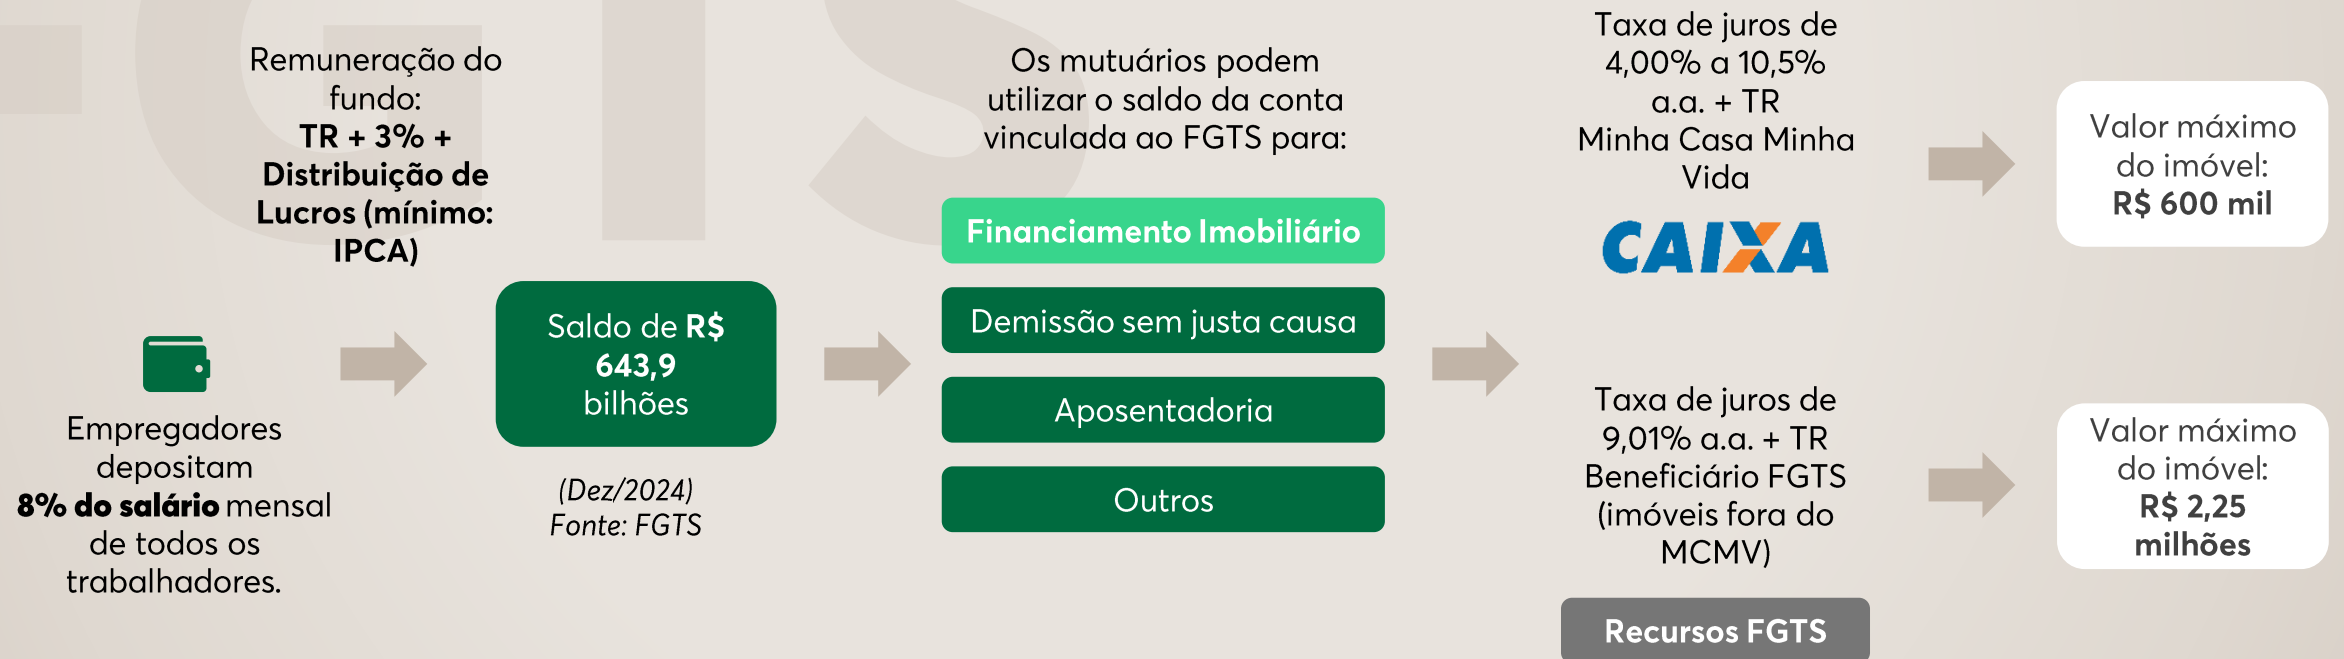 FGTS
Remuneração do
fundo:
TR + 3% +
Distribuição de
Lucros (mínimo:
IPCA)
Empregadores
depositam
8% do salário mensal
de todos os
trabalhadores.
Saldo de R$
643,9
bilhões
(Dez/2024)
Fonte: FGTS
Os mutuários podem
utilizar o saldo da conta
vinculada ao FGTS para:
Financiamento Imobiliário
Demissão sem justa causa
Aposentadoria
Outros
Taxa de juros de
4,00% a 10,5%
a.a. + TR
Minha Casa Minha
Vida
CAIXA
Valor máximo
do imóvel:
R$ 600 mil
Taxa de juros de
9,01% a.a. + TR
Beneficiário FGTS
(imóveis fora do
MCMV)
Valor máximo
do imóvel:
R$ 2,25
milhões
Recursos FGTS